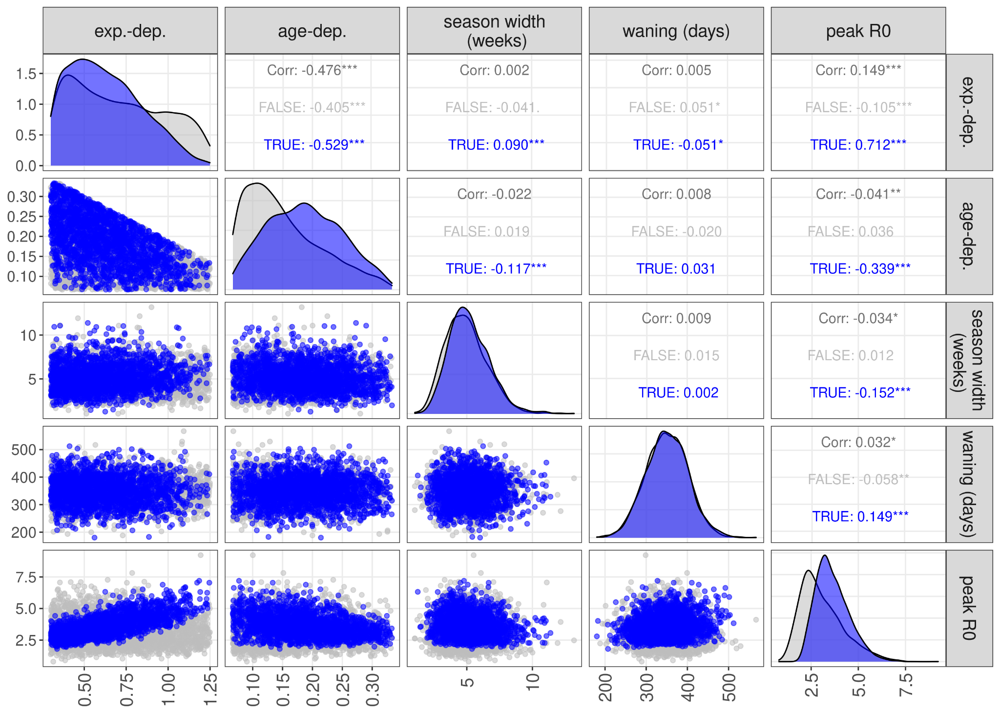 exp.-dep.
age-dep.
season width
(weeks)
waning (days)
peak R0
1.5
1.0
0.5
0.0
Corr: -0.476***
FALSE: -0.405***
TRUE: -0.529***
Corr: 0.002
FALSE: -0.041.
TRUE: 0.090***
Corr: 0.005
FALSE: 0.051*
TRUE: -0.051*
Corr: 0.149***
FALSE: -0.105***
TRUE: 0.712***
exp.-dep.
0.30
0.25
0.20
0.15
0.10
Corr: -0.022
FALSE: 0.019
TRUE: -0.117***
Corr: 0.008
FALSE: -0.020
TRUE: 0.031
Corr: -0.041**
FALSE: 0.036
TRUE: -0.339***
age-dep.
10
5
Corr: 0.009
FALSE: 0.015
TRUE: 0.002
Corr: -0.034*
FALSE: 0.012
TRUE: -0.152***
season width
(weeks)
500
400
300
200
Corr: 0.032*
FALSE: -0.058**
TRUE: 0.149***
waning (days)
7.5
5.0
2.5
peak R0
0.50
0.75
1.00
1.25
0.10
0.15
0.20
0.25
0.30
5
10
200
300
400
500
2.5
5.0
7.5